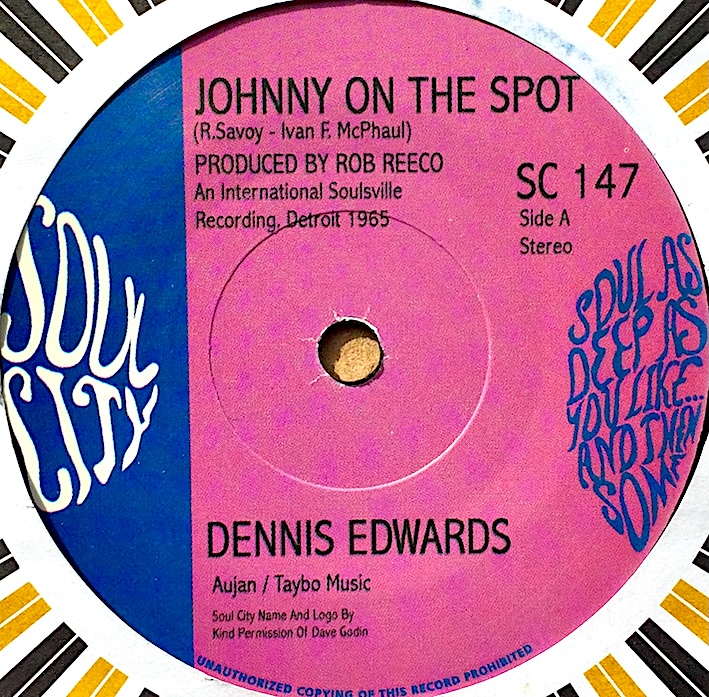 JOHNNY ON THE SPOT
(R.Savoy - Ivan F. McPhaul)
PRODUCED BY ROB REECO
An International Soulsville
Recording, Detroit 1965
SC 147
Side A
Stereo
SOUL
CITY
SOUL AS
DEEP AS
YOU LIKE...
AND THEN
SOME
DENNIS EDWARDS
Aujan / Taybo Music
Soul City Name And Logo By
Kind Permission Of Dave Godin
UNAUTHORIZED COPYING OF THIS RECORD PROHIBITED